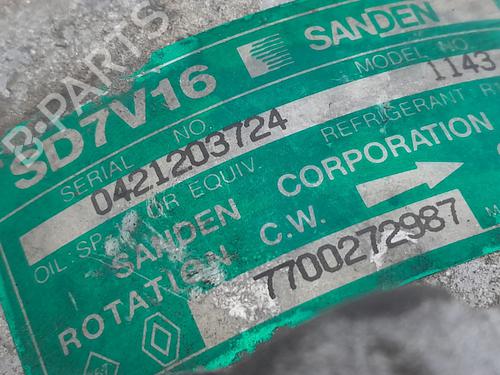 B-PARTS
SD7V16 SANDEN
SERIAL NO. MODEL NO.
0421203724 1143
OIL: SP OR EQUIV. REFRIGERANT
SANDEN CORPORATION
ROTATION C.W.
7700272987